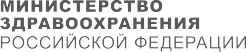 МИНИСТЕРСТВО
ЗДРАВООХРАНЕНИЯ
РОССИЙСКОЙ ФЕДЕРАЦИИ